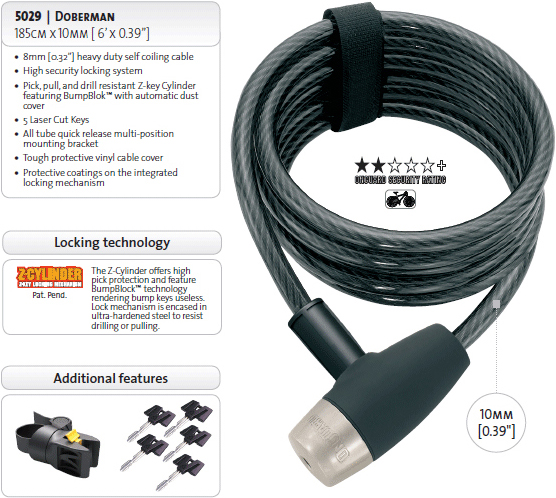 5029 | DOBERMAN
185CM X 10MM [ 6' X 0.39"]
• 8mm [0.32"] heavy duty self coiling cable
• High security locking system
• Pick, pull, and drill resistant Z-key Cylinder
featuring BumpBlok™ with automatic dust
cover
• 5 Laser Cut Keys
• All tube quick release multi-position
mounting bracket
• Tough protective vinyl cable cover
• Protective coatings on the integrated
locking mechanism
ONGUARD SECURITY RATING
Locking technology
Z-CYLINDER
Z-KEY LOCKING MECHANISM
Pat. Pend.
The Z-Cylinder offers high
pick protection and feature
BumpBlock™ technology
rendering bump keys useless.
Lock mechanism is encased in
ultra-hardened steel to resist
drilling or pulling.
Additional features
10MM
[0.39"]
ONGUARD